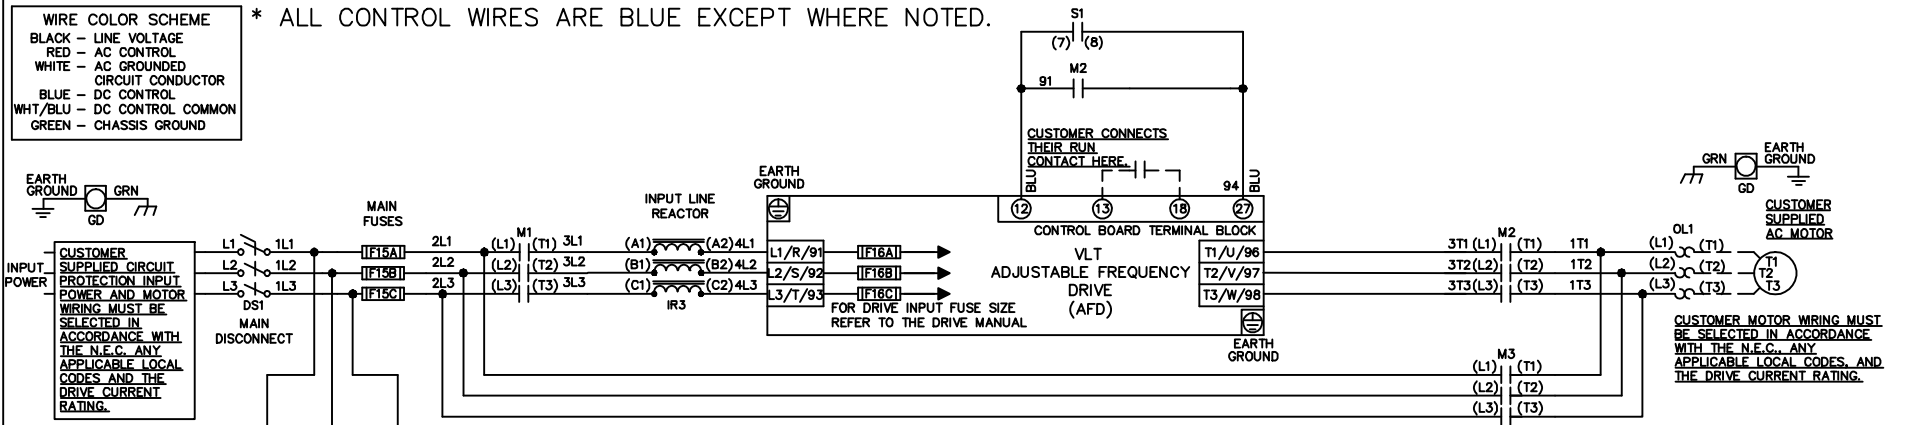 WIRE COLOR SCHEME
BLACK - LINE VOLTAGE
RED - AC CONTROL
WHITE - AC GROUNDED
CIRCUIT CONDUCTOR
BLUE - DC CONTROL
WHT/BLU - DC CONTROL COMMON
GREEN - CHASSIS GROUND
* ALL CONTROL WIRES ARE BLUE EXCEPT WHERE NOTED.
S1
(7) (8)
M2
91
CUSTOMER CONNECTS
THEIR RUN
CONTACT HERE.
BLU
94
BLU
12
13
18
27
CONTROL BOARD TERMINAL BLOCK
EARTH
GROUND
GRN
GD
INPUT
POWER
CUSTOMER
SUPPLIED CIRCUIT
PROTECTION INPUT
POWER AND MOTOR
WIRING MUST BE
SELECTED IN
ACCORDANCE WITH
THE N.E.C. ANY
APPLICABLE LOCAL
CODES AND THE
DRIVE CURRENT
RATING.
L1 1L1
L2 1L2
L3 1L3
DS1
MAIN
DISCONNECT
MAIN
FUSES
F15A
F15B
F15C
2L1
2L2
2L3
M1
(L1) (T1) 3L1
(L2) (T2) 3L2
(L3) (T3) 3L3
INPUT LINE
REACTOR
(A1) (A2) 4L1
(B1) (B2) 4L2
(C1) (C2) 4L3
IR3
EARTH
GROUND
L1/R/91
L2/S/92
L3/T/93
F16A
F16B
F16C
FOR DRIVE INPUT FUSE SIZE
REFER TO THE DRIVE MANUAL
VLT
ADJUSTABLE FREQUENCY
DRIVE
(AFD)
T1/U/96
T2/V/97
T3/W/98
EARTH
GROUND
M2
3T1 (L1) (T1) 1T1
3T2 (L2) (T2) 1T2
3T3 (L3) (T3) 1T3
M3
(L1) (T1)
(L2) (T2)
(L3) (T3)
OL1
(L1) (T1)
(L2) (T2)
(L3) (T3)
T1
T2
T3
GRN
EARTH
GROUND
GD
CUSTOMER
SUPPLIED
AC MOTOR
CUSTOMER MOTOR WIRING MUST
BE SELECTED IN ACCORDANCE
WITH THE N.E.C., ANY
APPLICABLE LOCAL CODES, AND
THE DRIVE CURRENT RATING.